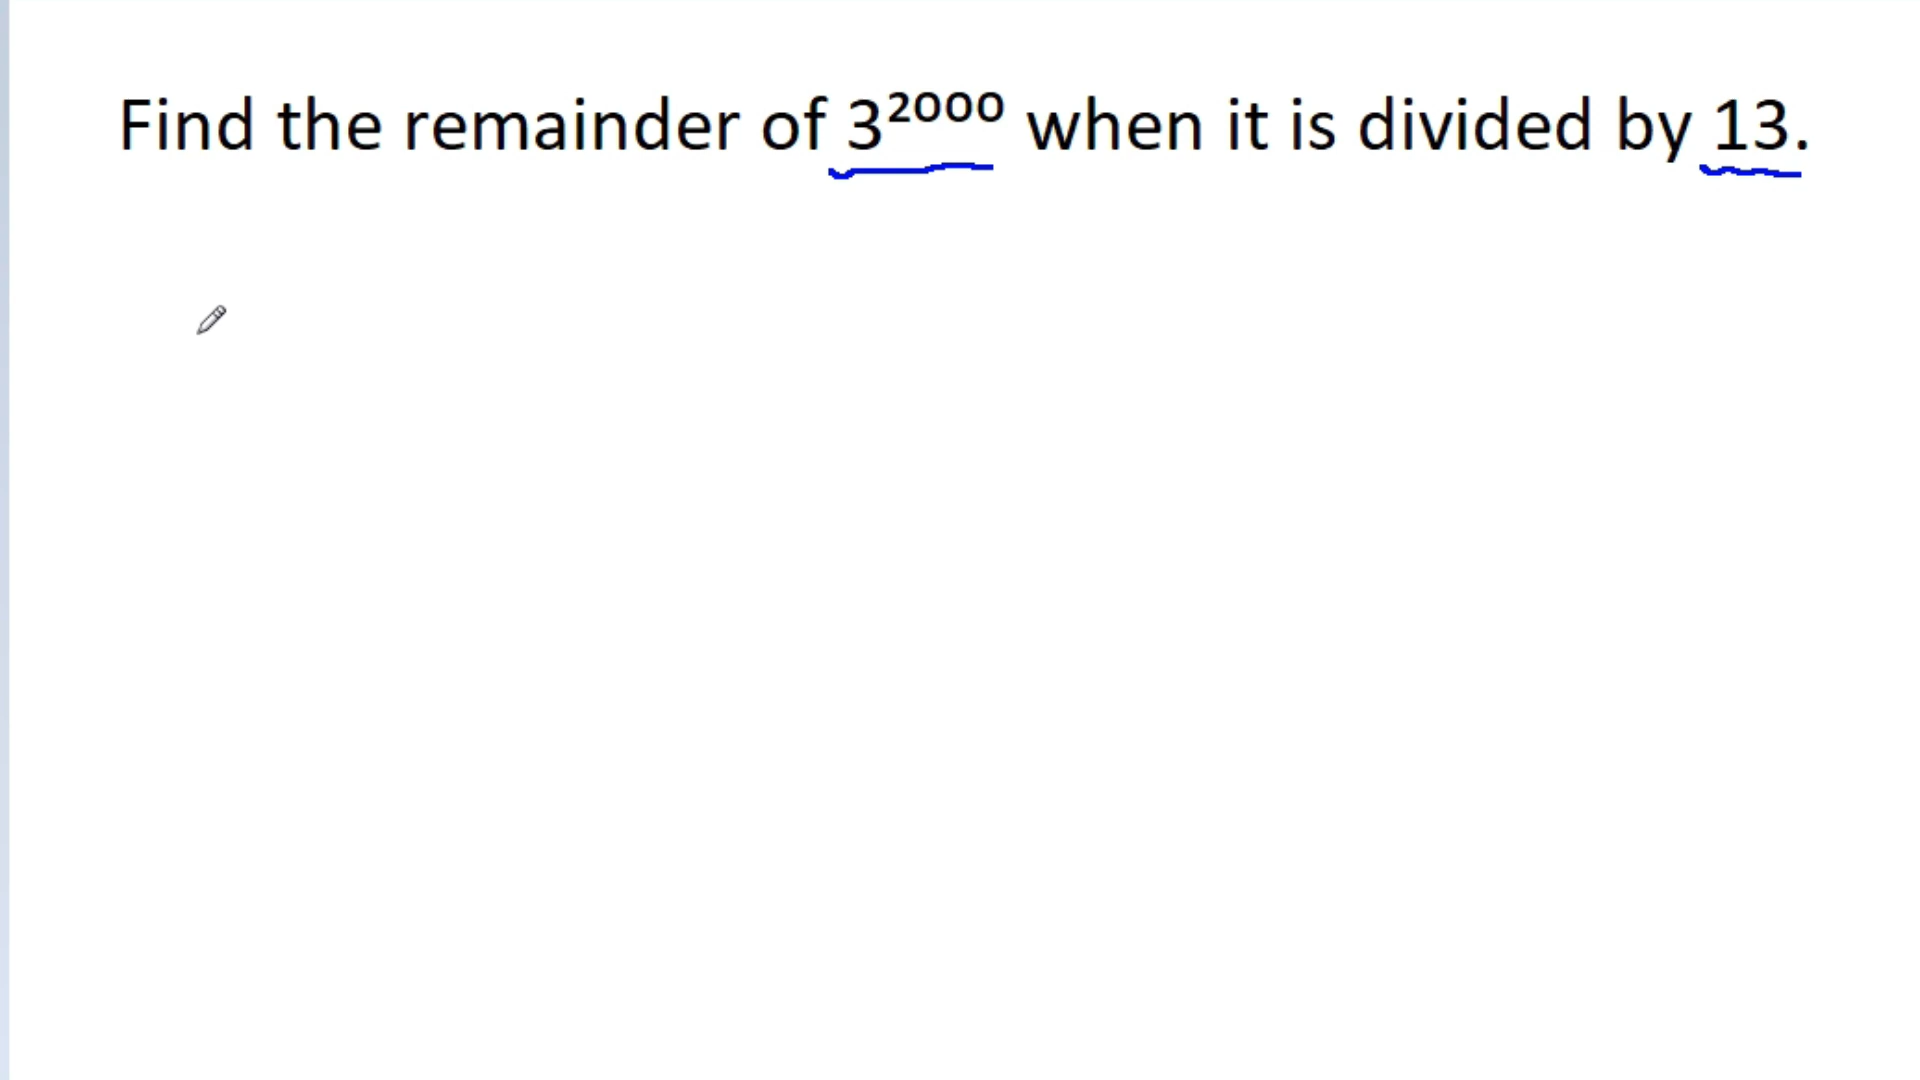 Find the remainder of 3²⁰⁰⁰ when it is divided by 13.